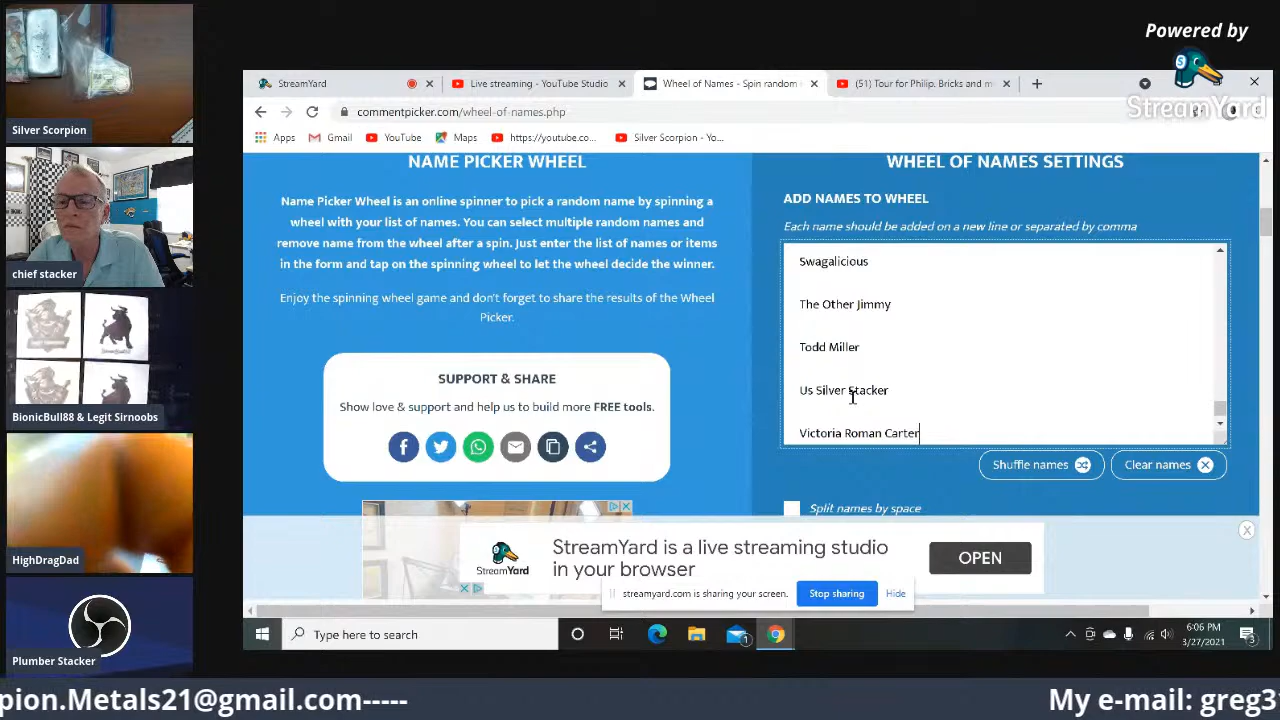 Powered by
StreamYard
Silver Scorpion
chief stacker
BionicBull88 & Legit Sirnoobs
HighDragDad
Plumber Stacker
StreamYard
Live streaming - YouTube Studio
Wheel of Names - Spin random
(51) Tour for Philip. Bricks and m
commentpicker.com/wheel-of-names.php
Apps
Gmail
YouTube
Maps
https://youtube.co...
Silver Scorpion - Yo...
NAME PICKER WHEEL
Name Picker Wheel is an online spinner to pick a random name by spinning a
wheel with your list of names. You can select multiple random names and
remove name from the wheel after a spin. Just enter the list of names or items
in the form and tap on the spinning wheel to let the wheel decide the winner.
Enjoy the spinning wheel game and don't forget to share the results of the Wheel
Picker.
SUPPORT & SHARE
Show love & support and help us to build more FREE tools.
WHEEL OF NAMES SETTINGS
ADD NAMES TO WHEEL
Each name should be added on a new line or separated by comma
Swagalicious
The Other Jimmy
Todd Miller
Us Silver Stacker
Victoria Roman Carter
Shuffle names
Clear names
Split names by space
StreamYard
StreamYard is a live streaming studio
in your browser
OPEN
streamyard.com is sharing your screen.
Stop sharing
Hide
Type here to search
1
6:06 PM
3/27/2021
3
pion.Metals21@gmail.com-----
My e-mail: greg3